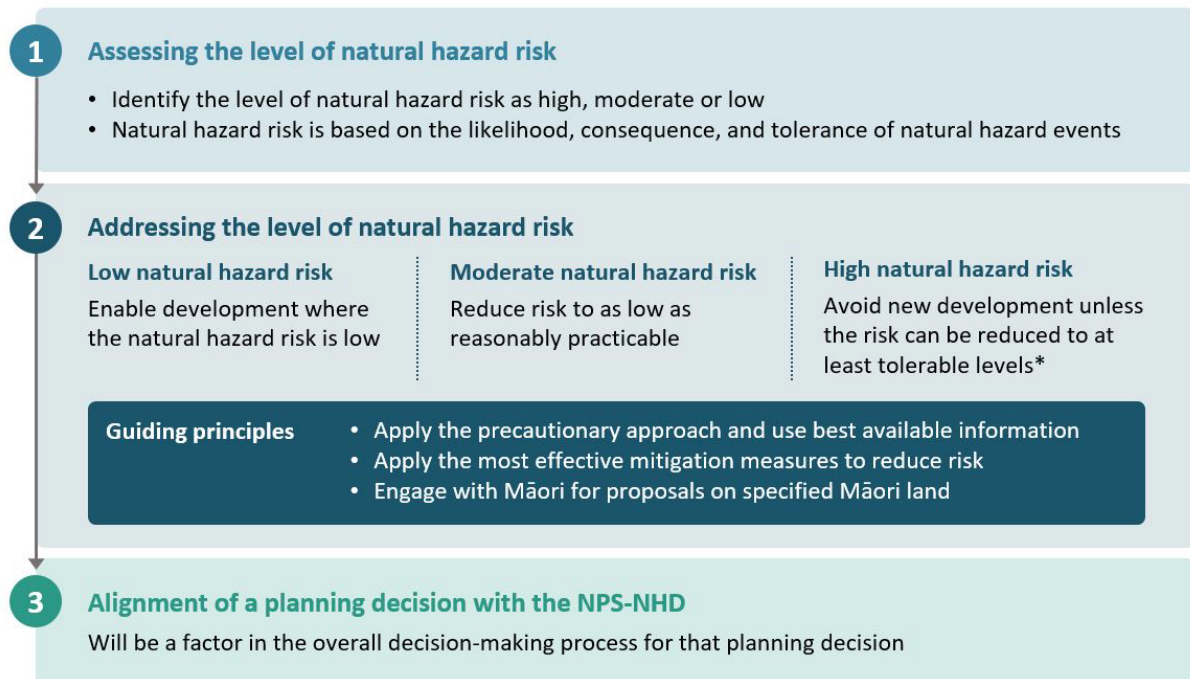 1
Assessing the level of natural hazard risk
• Identify the level of natural hazard risk as high, moderate or low
• Natural hazard risk is based on the likelihood, consequence, and tolerance of natural hazard events
2
Addressing the level of natural hazard risk
Low natural hazard risk
Enable development where
the natural hazard risk is low
Moderate natural hazard risk
Reduce risk to as low as
reasonably practicable
High natural hazard risk
Avoid new development unless
the risk can be reduced to at
least tolerable levels*
Guiding principles
• Apply the precautionary approach and use best available information
• Apply the most effective mitigation measures to reduce risk
• Engage with Māori for proposals on specified Māori land
3
Alignment of a planning decision with the NPS-NHD
Will be a factor in the overall decision-making process for that planning decision